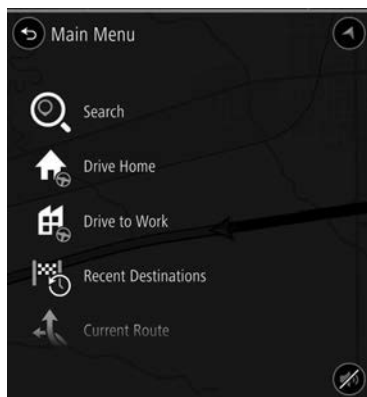 Main Menu
Search
Drive Home
Drive to Work
Recent Destinations
Current Route